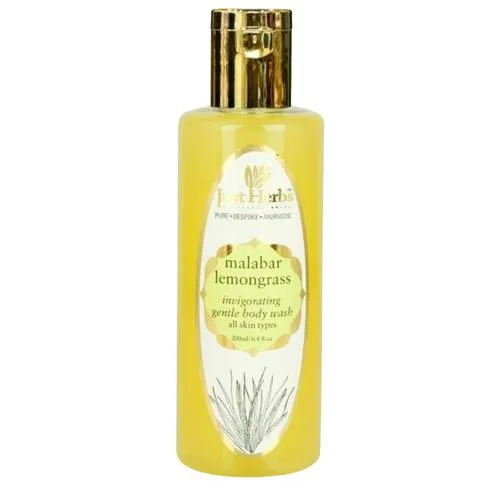 Just Herbs
PURE • BESPOKE • AYURVEDIC
malabar
lemongrass
invigorating
gentle body wash
all skin types
200ml/ 6.8 fl.oz